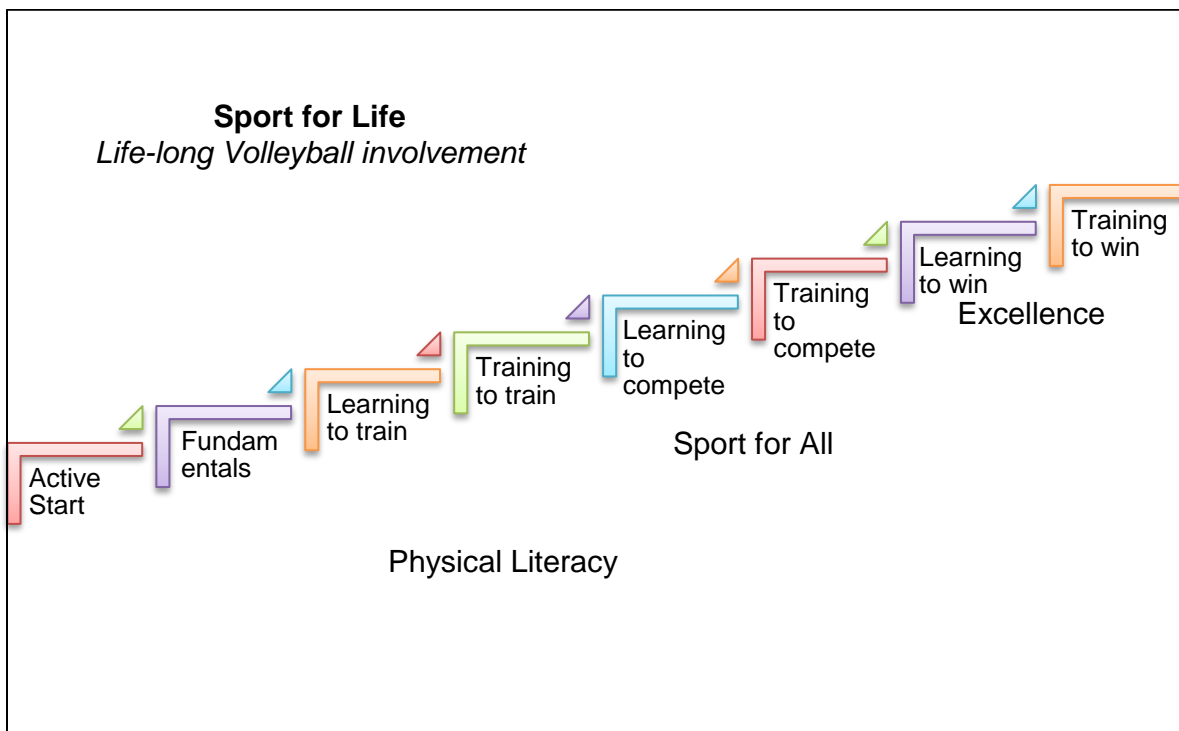 Sport for Life
Life-long Volleyball involvement
Active
Start
Fundam
entals
Learning
to train
Training
to train
Learning
to
compete
Training
to
compete
Learning
to win
Training
to win
Excellence
Sport for All
Physical Literacy